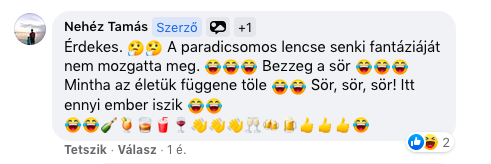 Nehéz Tamás Szerző +1
Érdekes. 😢😢 A paradicsomos lencse senki fantáziáját
nem mozgatta meg. 😂😂😂 Bezzeg a sör 😂😂😂
Mintha az életük függene töle 😂😂 Sör, sör, sör! Itt
ennyi ember iszik 😂😂
😂😂🍾🍹🥃🥤🍷👋👋👋🥂🍻🍺👍👍👍😂
Tetszik · Válasz · 1 é.
2